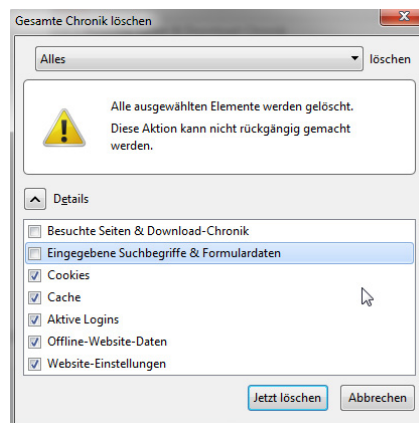 Gesamte Chronik löschen
Alles löschen
Alle ausgewählten Elemente werden gelöscht.
Diese Aktion kann nicht rückgängig gemacht
werden.
Details
Besuchte Seiten & Download-Chronik
Eingegebene Suchbegriffe & Formulardaten
Cookies
Cache
Aktive Logins
Offline-Website-Daten
Website-Einstellungen
Jetzt löschen Abbrechen